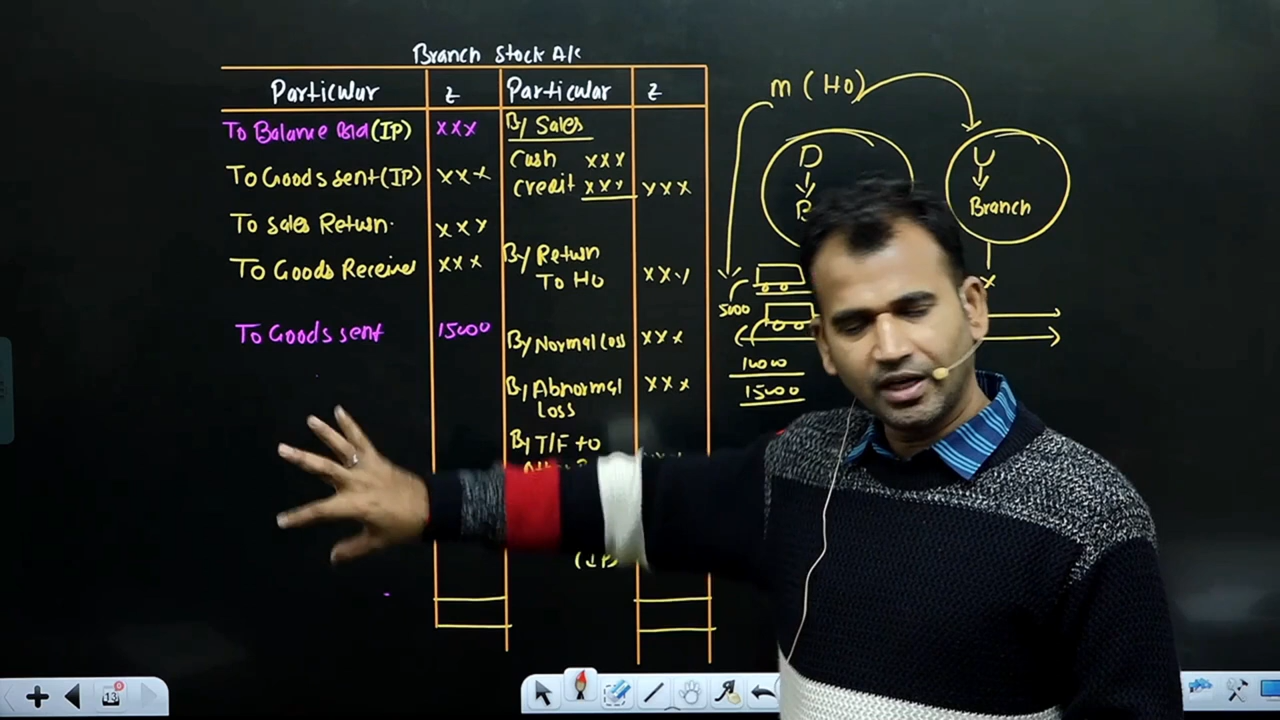 Branch Stock A/c
Particular ₹ Particular ₹
To Balance b/d (IP) xxx By Sales
Cash xxx
To Goods sent (IP) xxx Credit xxx xxx
To Sales Return xxx
By Return
To Goods Received xxx To HO xxx
To Goods sent 15000 By Normal Loss xxx
By Abnormal xxx
Loss
By T/F to
m (HO)
D
Branch
5000
10000
15000
13